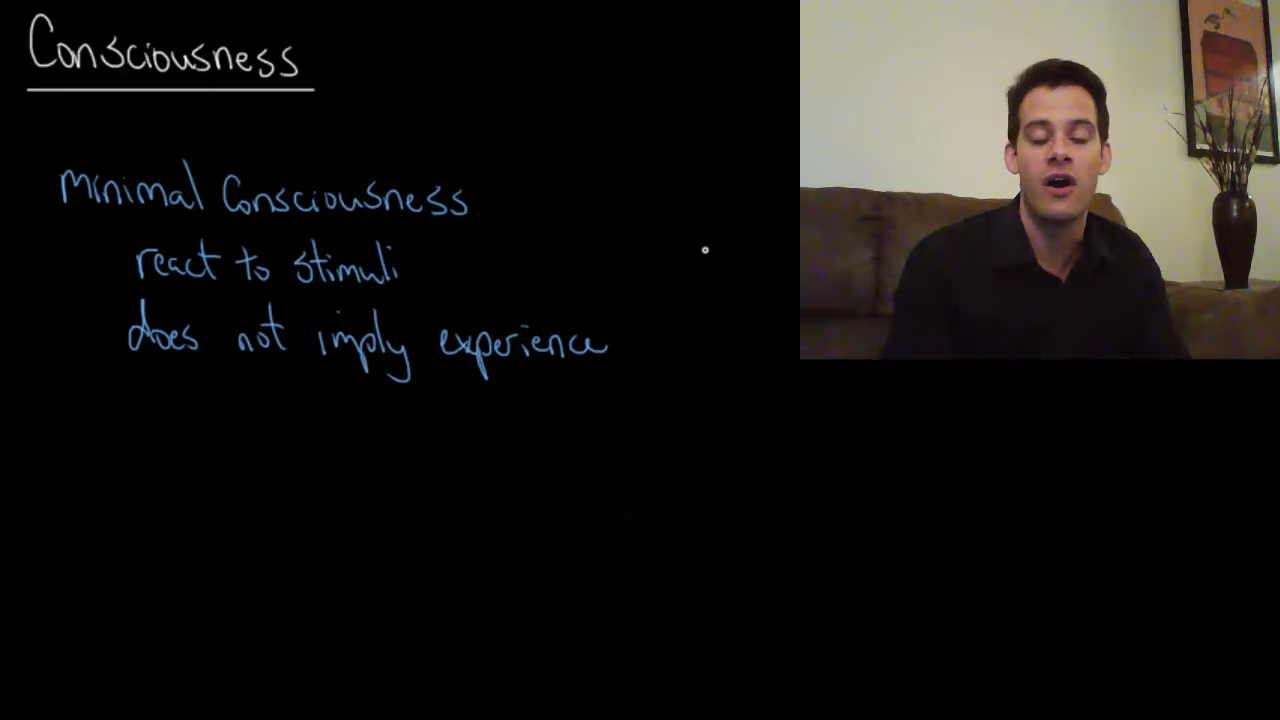 Consciousness
Minimal Consciousness
react to stimuli
does not imply experience